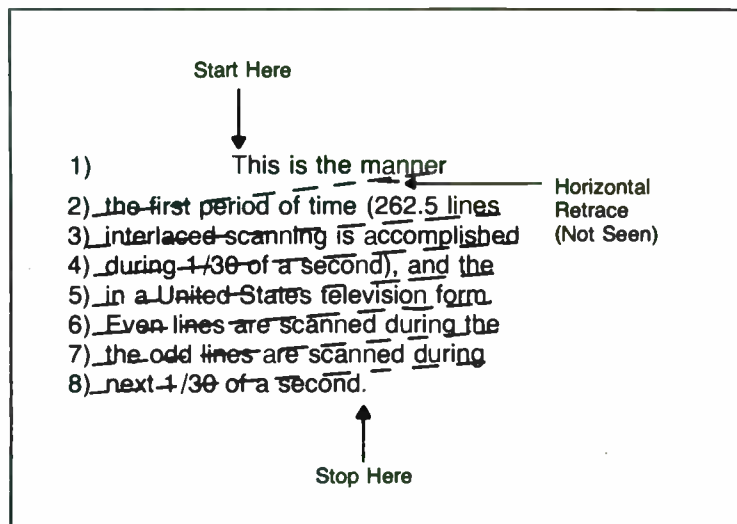 Start Here
1) This is the manner
2) the first period of time (262.5 lines
3) interlaced scanning is accomplished
4) during 1/30 of a second), and the
5) in a United States television form.
6) Even lines are scanned during the
7) the odd lines are scanned during
8) next 1/30 of a second.
Horizontal
Retrace
(Not Seen)
Stop Here